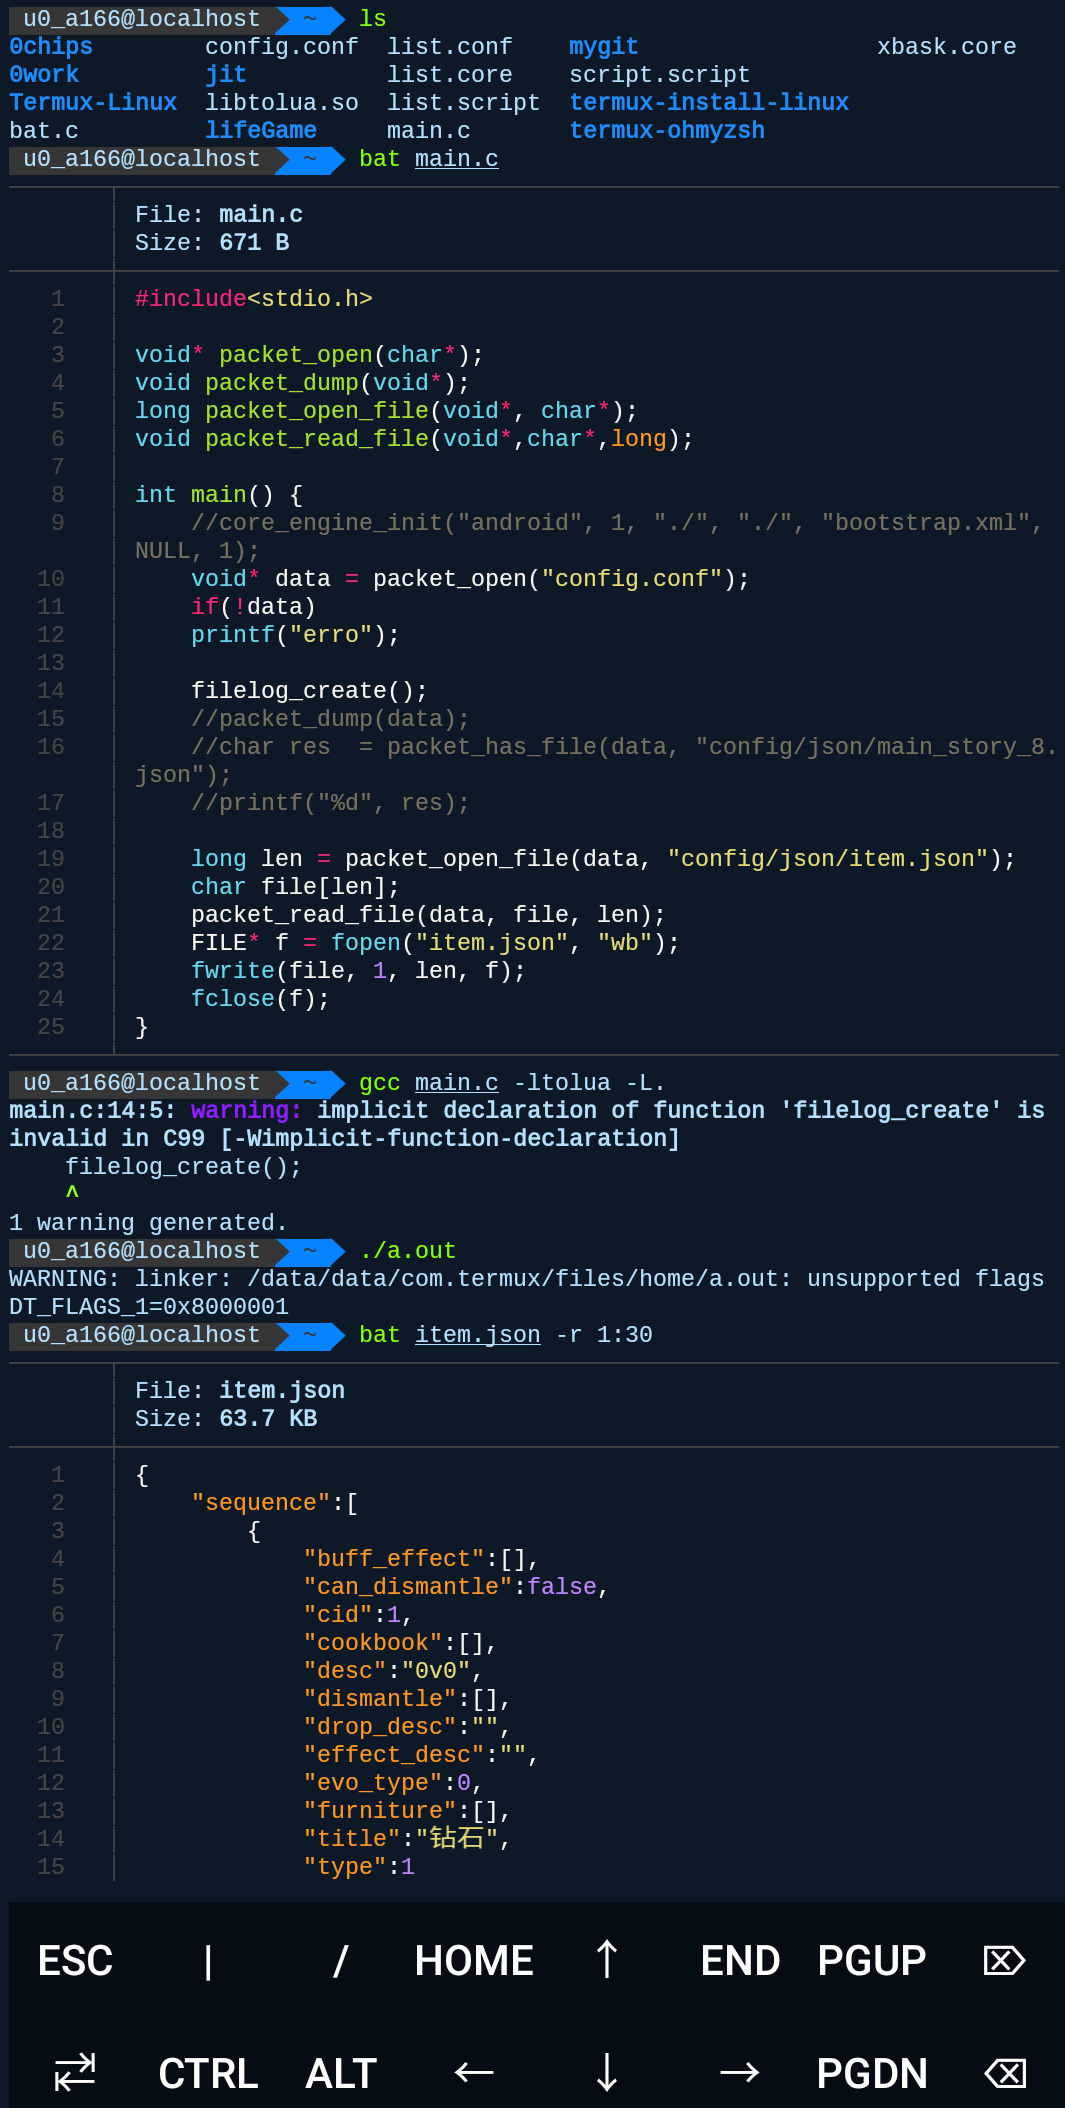 u0_a166@localhost ~ ls
0chips        config.conf  list.conf    mygit                 xbask.core
0work         jit          list.core    script.script
Termux-Linux  libtolua.so  list.script  termux-install-linux
bat.c         lifeGame     main.c       termux-ohmyzsh
u0_a166@localhost ~ bat main.c
File: main.c
Size: 671 B
1 #include<stdio.h>
2
3 void* packet_open(char*);
4 void packet_dump(void*);
5 long packet_open_file(void*, char*);
6 void packet_read_file(void*,char*,long);
7
8 int main() {
9     //core_engine_init("android", 1, "./", "./", "bootstrap.xml",
NULL, 1);
10     void* data = packet_open("config.conf");
11     if(!data)
12     printf("erro");
13
14     filelog_create();
15     //packet_dump(data);
16     //char res  = packet_has_file(data, "config/json/main_story_8.
json");
17     //printf("%d", res);
18
19     long len = packet_open_file(data, "config/json/item.json");
20     char file[len];
21     packet_read_file(data, file, len);
22     FILE* f = fopen("item.json", "wb");
23     fwrite(file, 1, len, f);
24     fclose(f);
25 }
u0_a166@localhost ~ gcc main.c -ltolua -L.
main.c:14:5: warning: implicit declaration of function 'filelog_create' is
invalid in C99 [-Wimplicit-function-declaration]
    filelog_create();
    ^
1 warning generated.
u0_a166@localhost ~ ./a.out
WARNING: linker: /data/data/com.termux/files/home/a.out: unsupported flags
DT_FLAGS_1=0x8000001
u0_a166@localhost ~ bat item.json -r 1:30
File: item.json
Size: 63.7 KB
1 {
2     "sequence":[
3         {
4             "buff_effect":[],
5             "can_dismantle":false,
6             "cid":1,
7             "cookbook":[],
8             "desc":"0v0",
9             "dismantle":[],
10             "drop_desc":"",
11             "effect_desc":"",
12             "evo_type":0,
13             "furniture":[],
14             "title":"钻石",
15             "type":1
ESC | / HOME ↑ END PGUP ⌦
⇄ CTRL ALT ← ↓ → PGDN ⌫